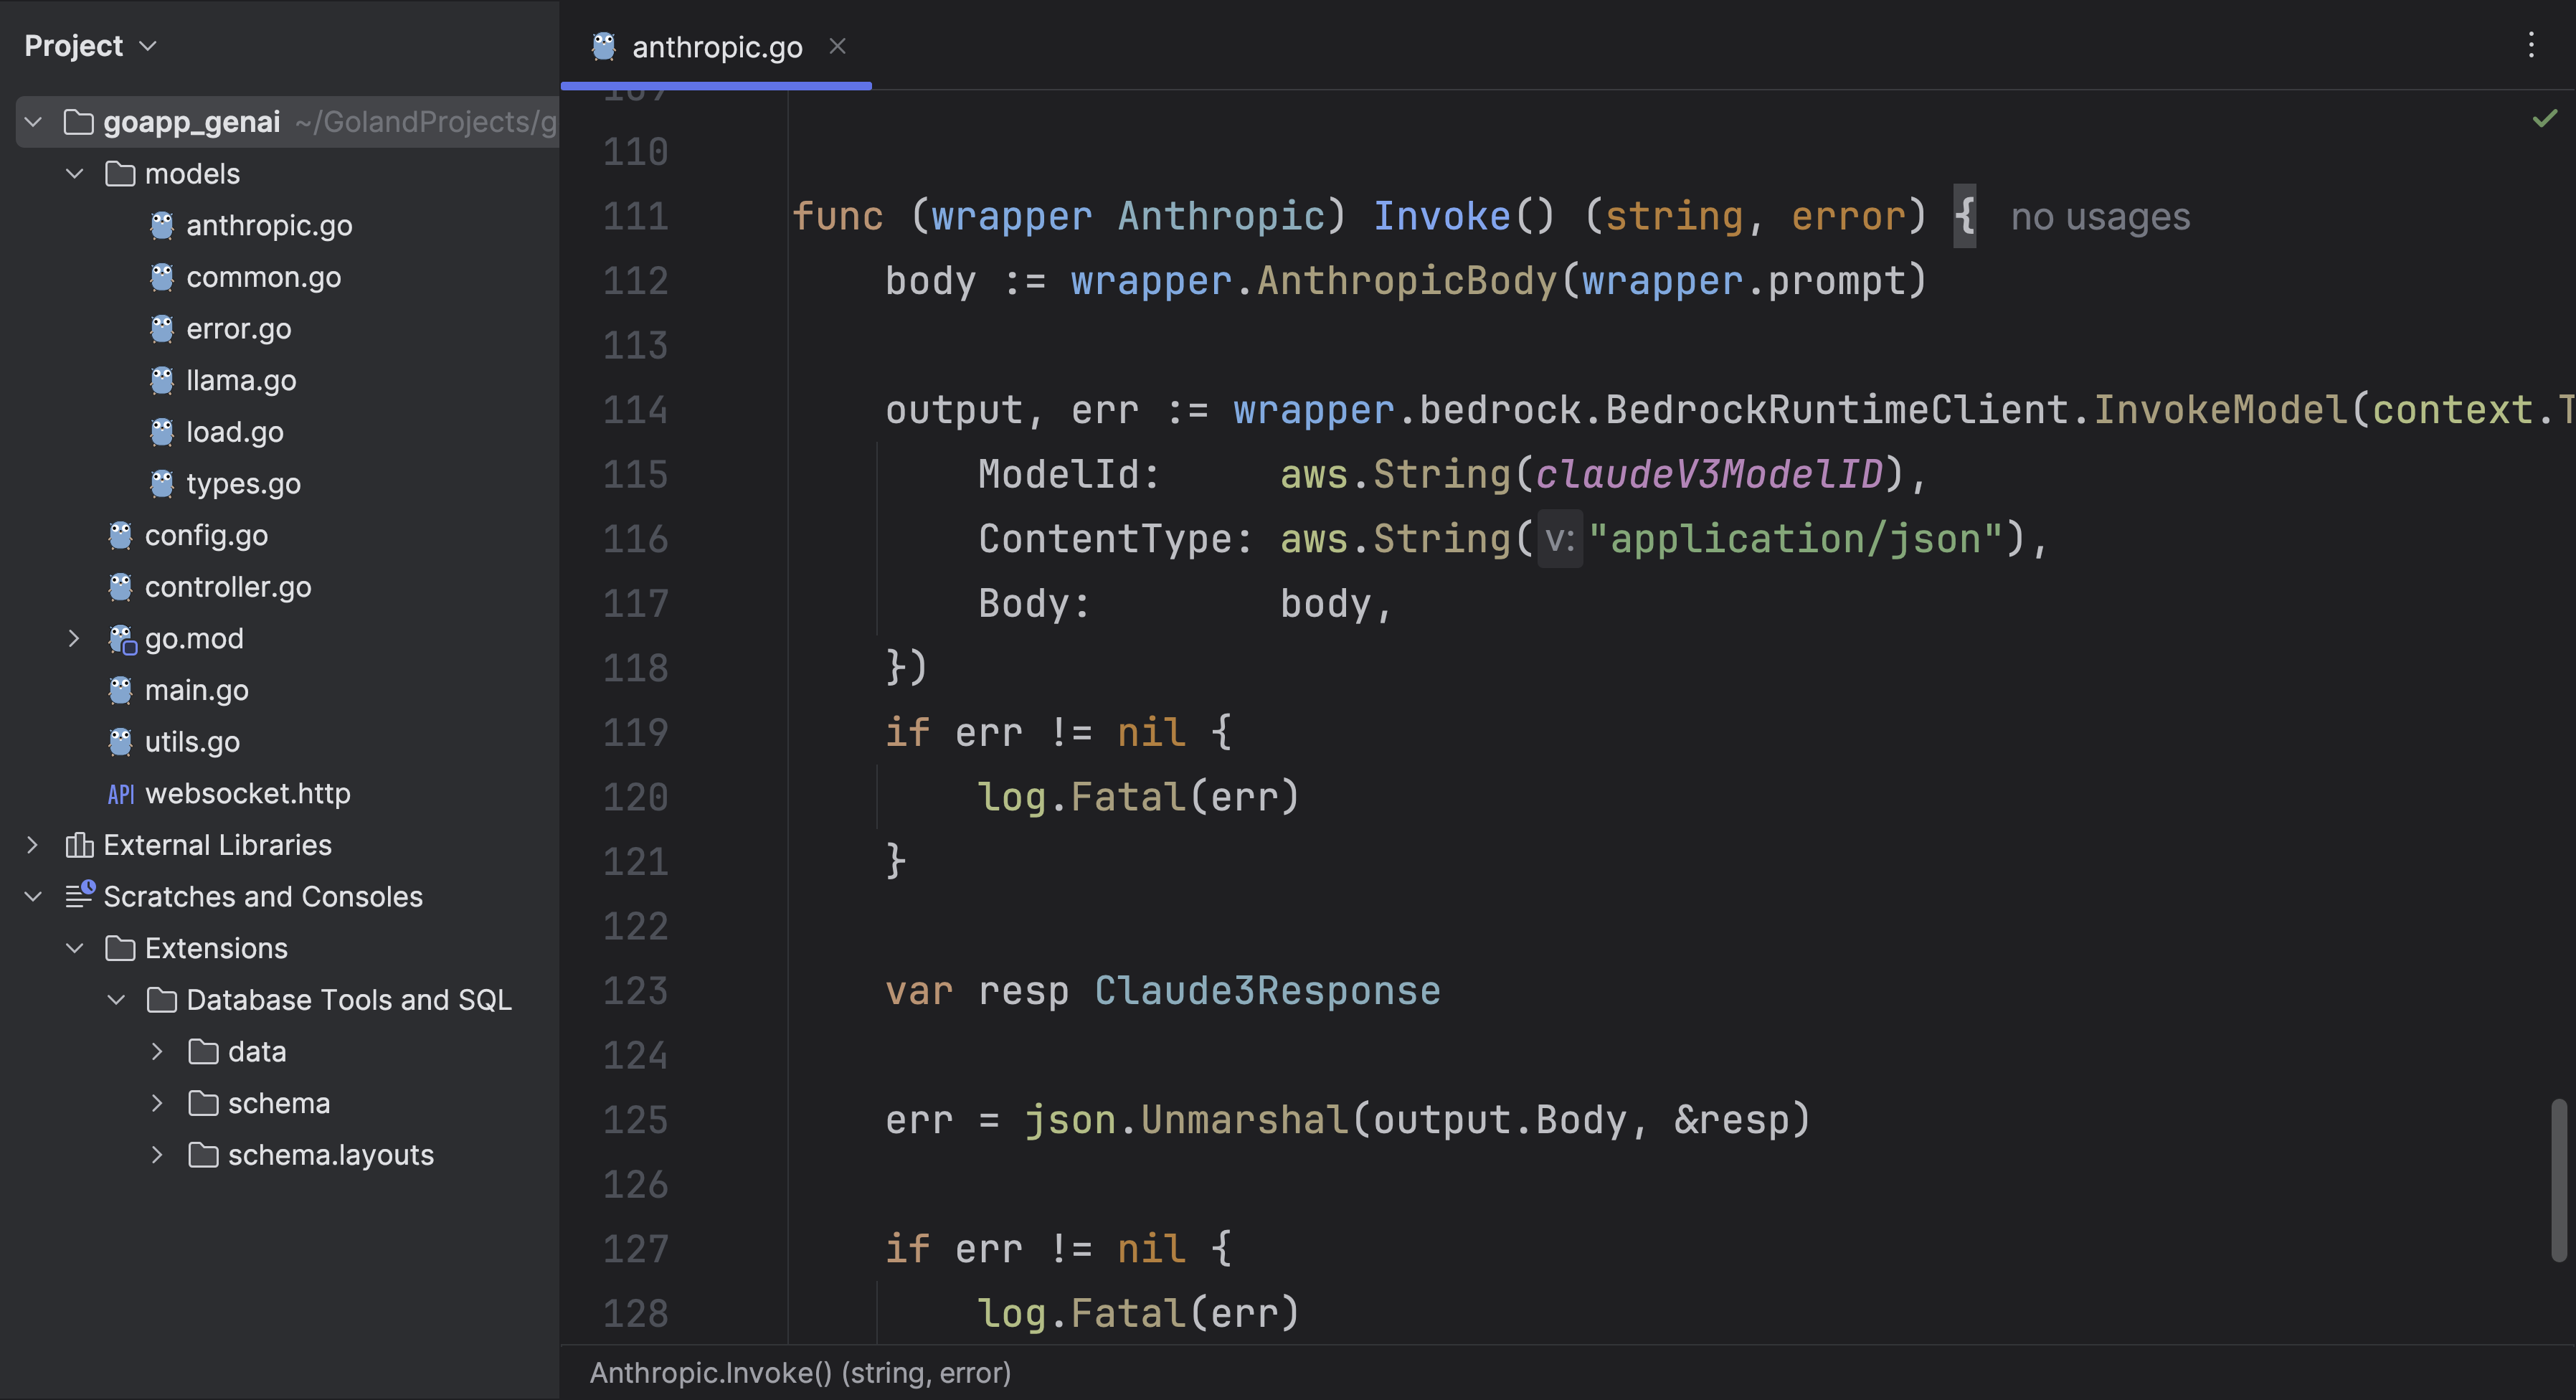 Project
goapp_genai ~/GolandProjects/g
models
anthropic.go
common.go
error.go
llama.go
load.go
types.go
config.go
controller.go
go.mod
main.go
utils.go
API websocket.http
External Libraries
Scratches and Consoles
Extensions
Database Tools and SQL
data
schema
schema.layouts
anthropic.go
109
110
111 func (wrapper Anthropic) Invoke() (string, error) { no usages
112 body := wrapper.AnthropicBody(wrapper.prompt)
113
114 output, err := wrapper.bedrock.BedrockRuntimeClient.InvokeModel(context.T
115 ModelId: aws.String(claudeV3ModelID),
116 ContentType: aws.String( v: "application/json"),
117 Body: body,
118 })
119 if err != nil {
120 log.Fatal(err)
121 }
122
123 var resp Claude3Response
124
125 err = json.Unmarshal(output.Body, &resp)
126
127 if err != nil {
128 log.Fatal(err)
Anthropic.Invoke() (string, error)